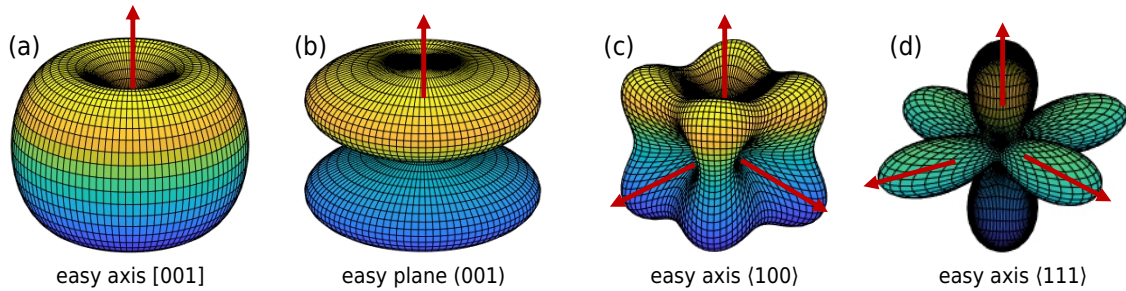 (a) (b) (c) (d)
easy axis [001] easy plane (001) easy axis ⟨100⟩ easy axis ⟨111⟩